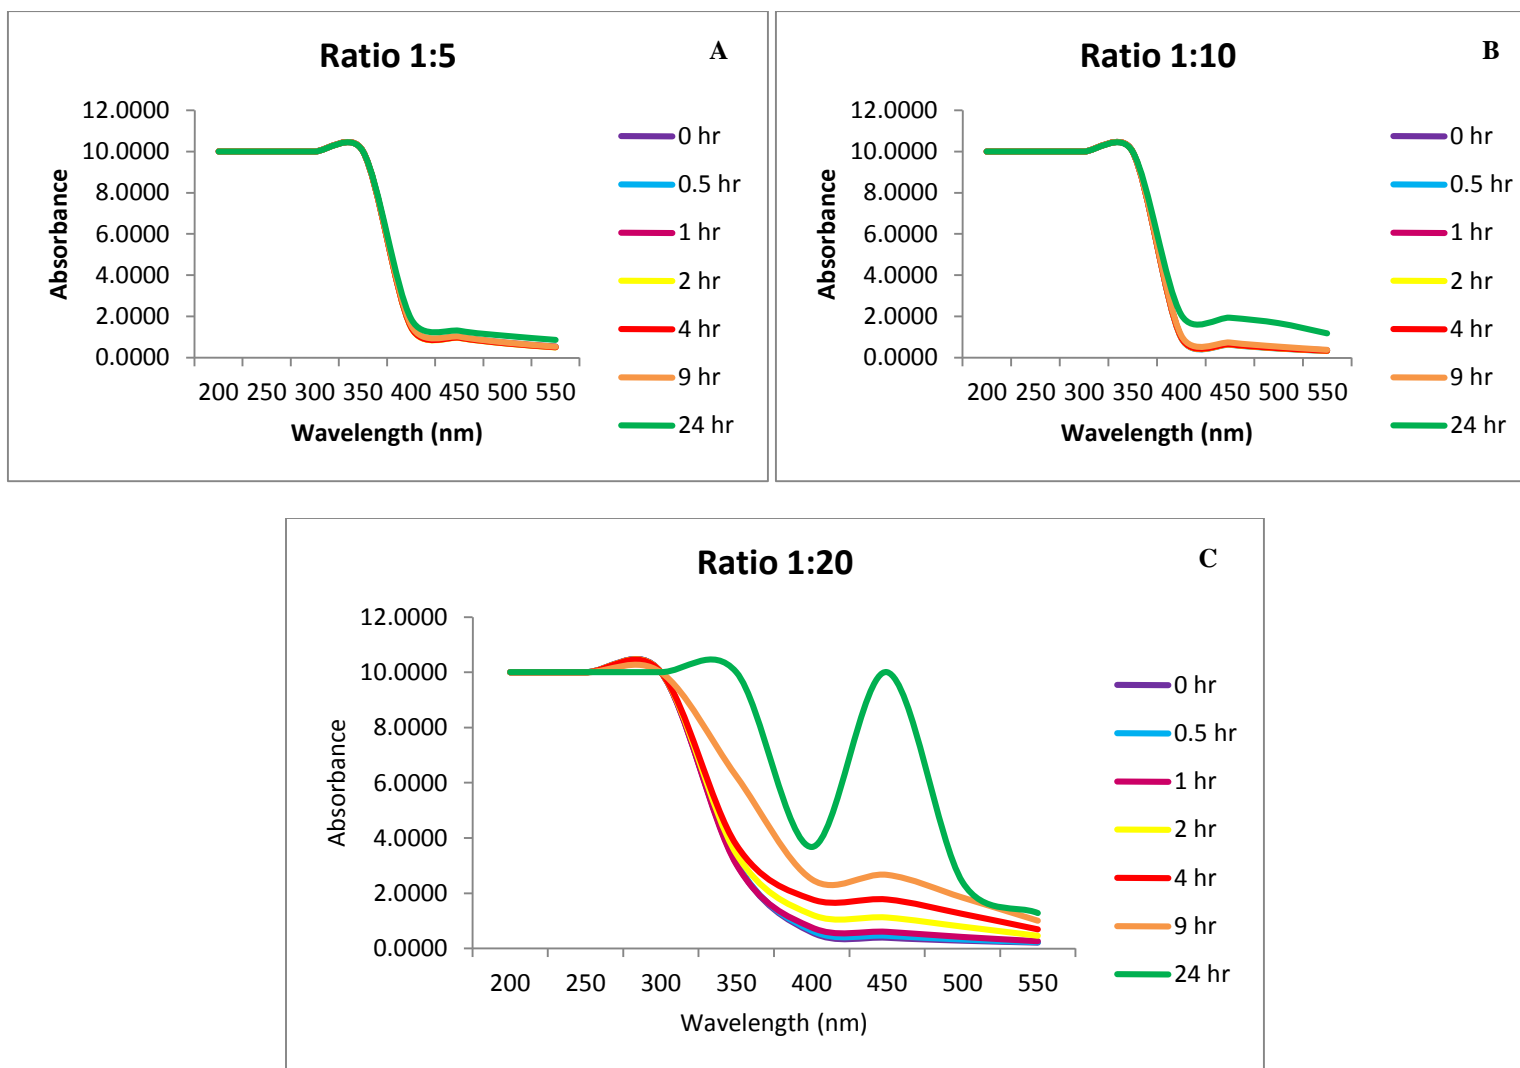 Ratio 1:5
A
12.0000
10.0000
8.0000
6.0000
4.0000
2.0000
0.0000
Absorbance
200 250 300 350 400 450 500 550
Wavelength (nm)
0 hr
0.5 hr
1 hr
2 hr
4 hr
9 hr
24 hr
Ratio 1:10
B
12.0000
10.0000
8.0000
6.0000
4.0000
2.0000
0.0000
Absorbance
200 250 300 350 400 450 500 550
Wavelength (nm)
0 hr
0.5 hr
1 hr
2 hr
4 hr
9 hr
24 hr
Ratio 1:20
C
12.0000
10.0000
8.0000
6.0000
4.0000
2.0000
0.0000
Absorbance
200 250 300 350 400 450 500 550
Wavelength (nm)
0 hr
0.5 hr
1 hr
2 hr
4 hr
9 hr
24 hr